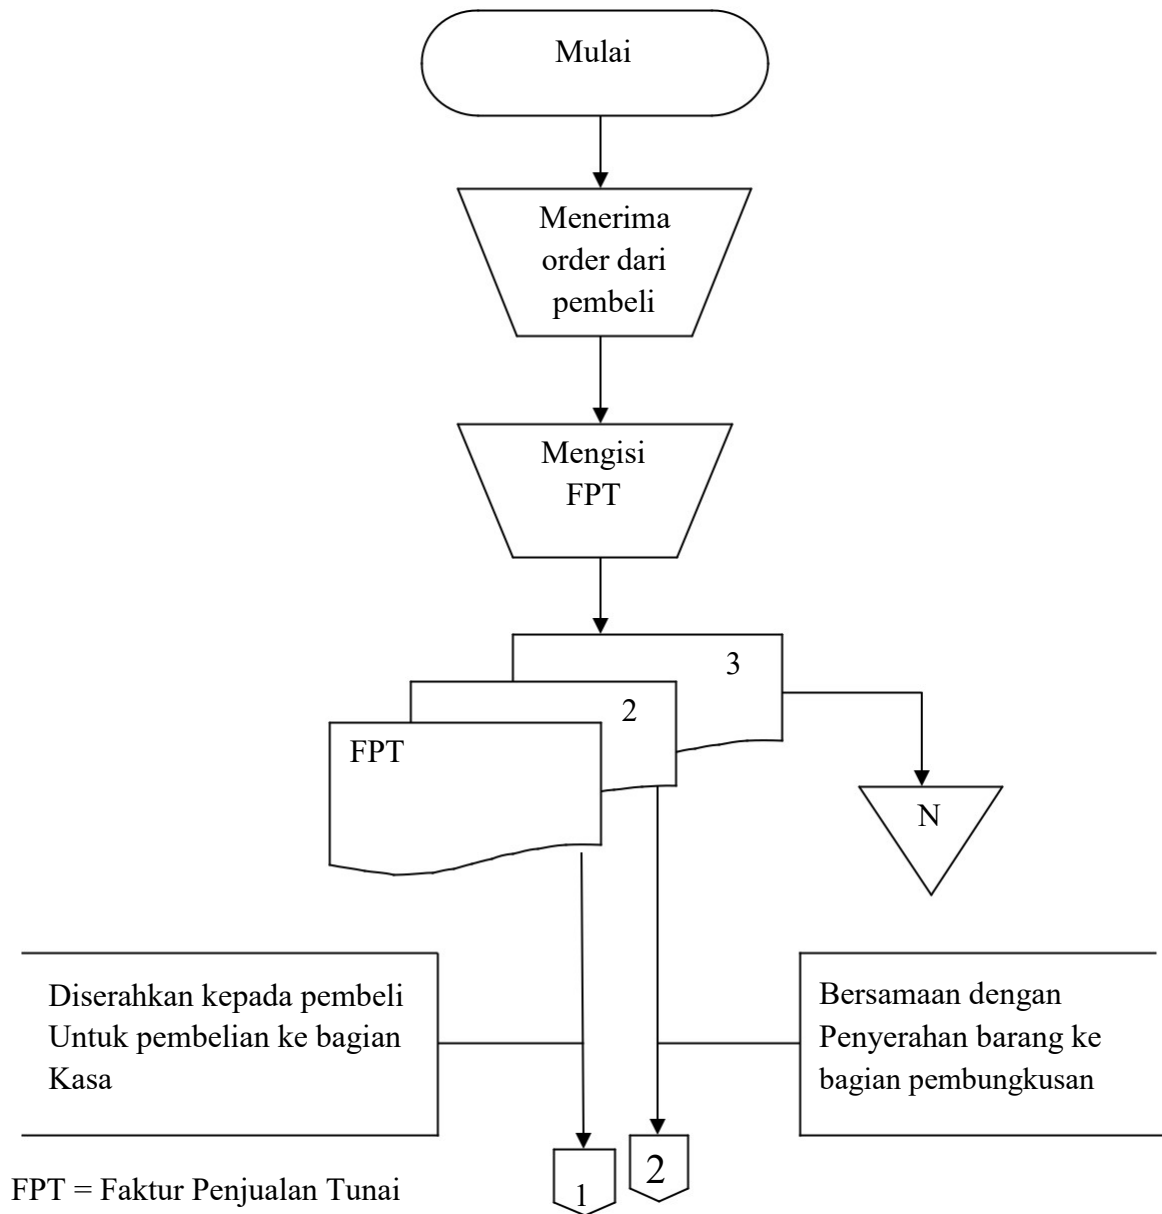 Mulai
Menerima
order dari
pembeli
Mengisi
FPT
3
2
FPT
N
Diserahkan kepada pembeli
Untuk pembelian ke bagian
Kasa
Bersamaan dengan
Penyerahan barang ke
bagian pembungkusan
1
2
FPT = Faktur Penjualan Tunai